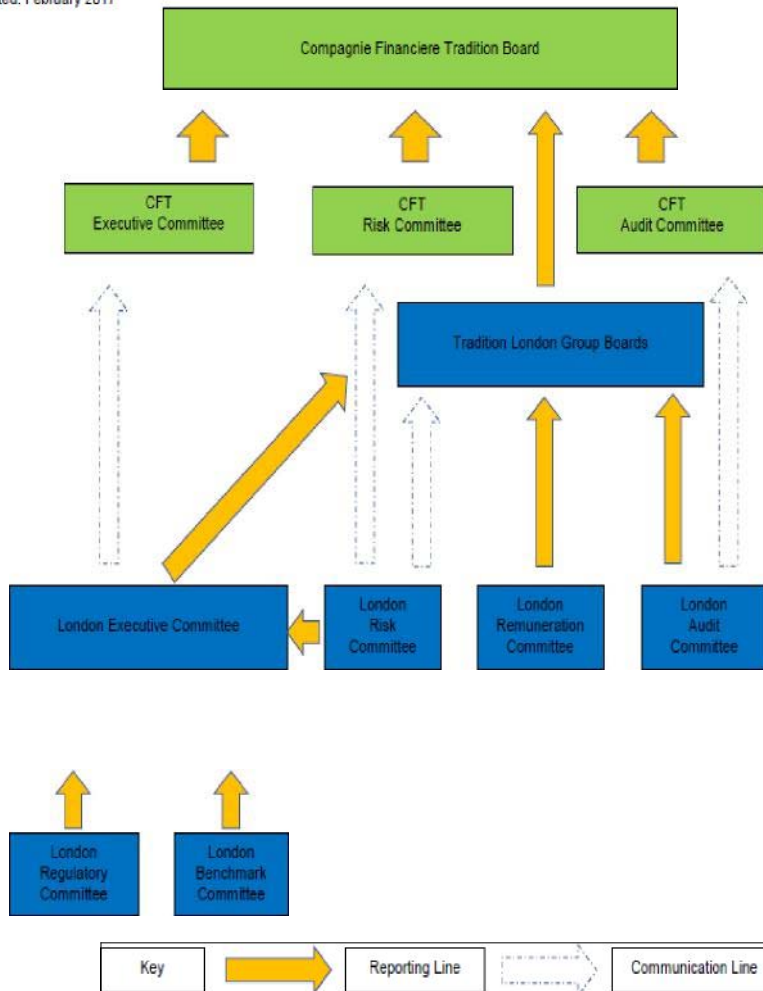 February 2017
Compagnie Financiere Tradition Board
CFT
Executive Committee
CFT
Risk Committee
CFT
Audit Committee
Tradition London Group Boards
London Executive Committee
London
Risk
Committee
London
Remuneration
Committee
London
Audit
Committee
London
Regulatory
Committee
London
Benchmark
Committee
Key
Reporting Line
Communication Line